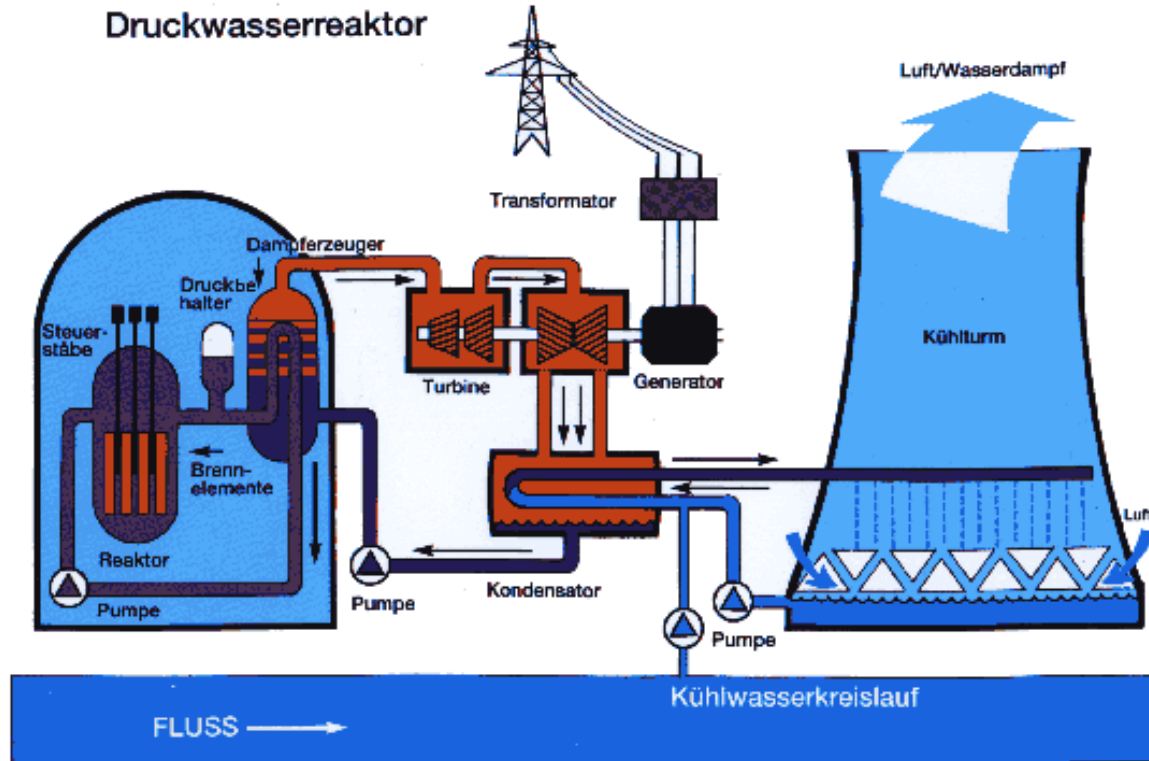 Druckwasserreaktor
Luft/Wasserdampf
Transformator
Dampferzeuger
Druckbe
halter
Steuer-
stäbe
Kühlturm
Turbine
Generator
Brenn-
elemente
Luft
Reaktor
Pumpe
Pumpe
Kondensator
Pumpe
Kühlwasserkreislauf
FLUSS